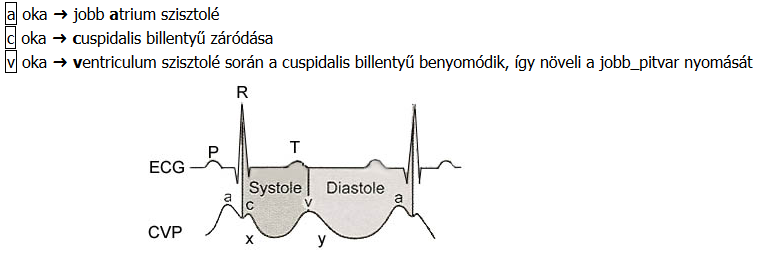 a oka → jobb atrium szisztolé
c oka → cuspidalis billentyű záródása
v oka → ventriculum szisztolé során a cuspidalis billentyű benyomódik, így növeli a jobb_pitvar nyomását
R
P T
ECG
Systole Diastole
a c v a
CVP
x y